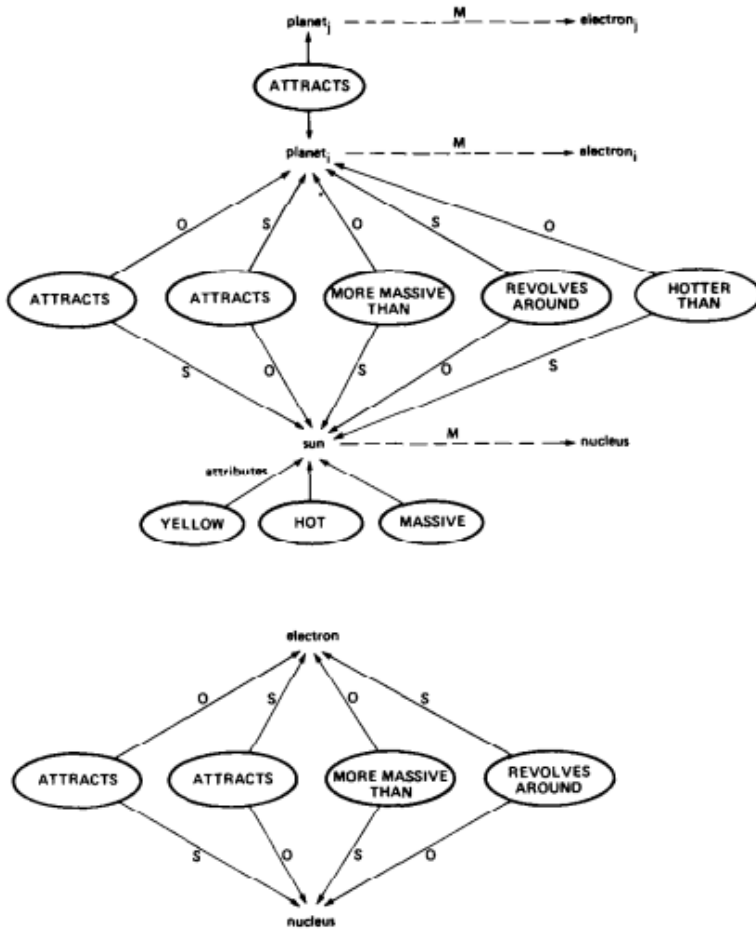 planetj M electronj
ATTRACTS
planeti M electroni
O S O S O
ATTRACTS ATTRACTS MORE MASSIVE THAN REVOLVES AROUND HOTTER THAN
S O S O S
sun M nucleus
attributes
YELLOW HOT MASSIVE
electron
O S O S
ATTRACTS ATTRACTS MORE MASSIVE THAN REVOLVES AROUND
S O S O
nucleus